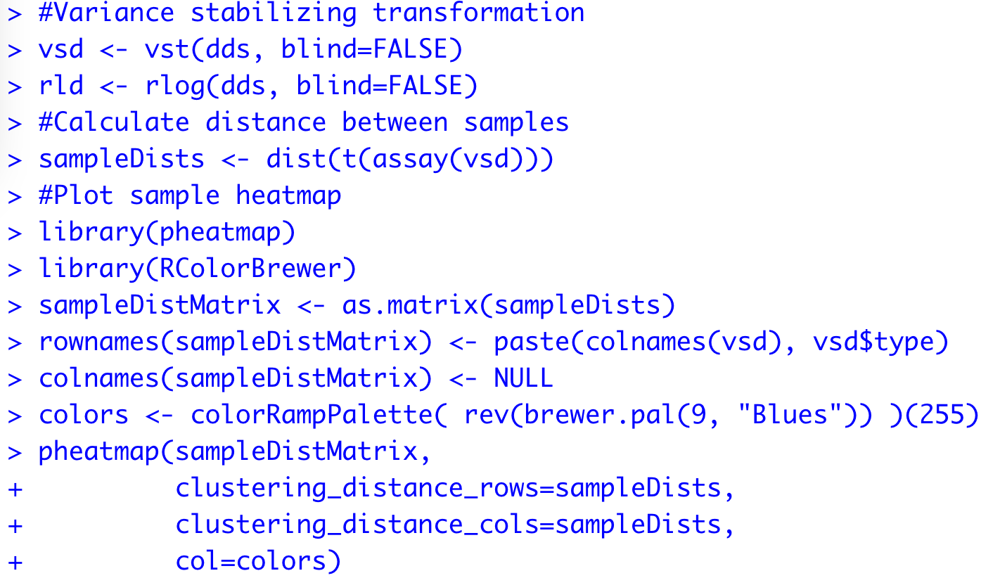 > #Variance stabilizing transformation
> vsd <- vst(dds, blind=FALSE)
> rld <- rlog(dds, blind=FALSE)
> #Calculate distance between samples
> sampleDists <- dist(t(assay(vsd)))
> #Plot sample heatmap
> library(pheatmap)
> library(RColorBrewer)
> sampleDistMatrix <- as.matrix(sampleDists)
> rownames(sampleDistMatrix) <- paste(colnames(vsd), vsd$type)
> colnames(sampleDistMatrix) <- NULL
> colors <- colorRampPalette( rev(brewer.pal(9, "Blues")) )(255)
> pheatmap(sampleDistMatrix,
+          clustering_distance_rows=sampleDists,
+          clustering_distance_cols=sampleDists,
+          col=colors)